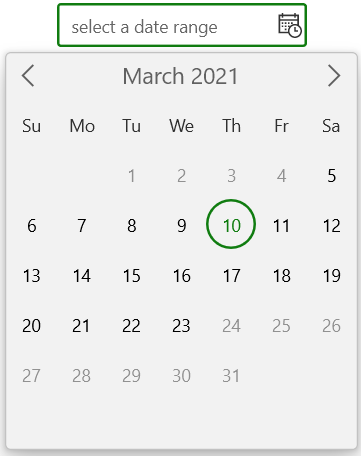 select a date range
March 2021
Su Mo Tu We Th Fr Sa
1 2 3 4 5
6 7 8 9 10 11 12
13 14 15 16 17 18 19
20 21 22 23 24 25 26
27 28 29 30 31